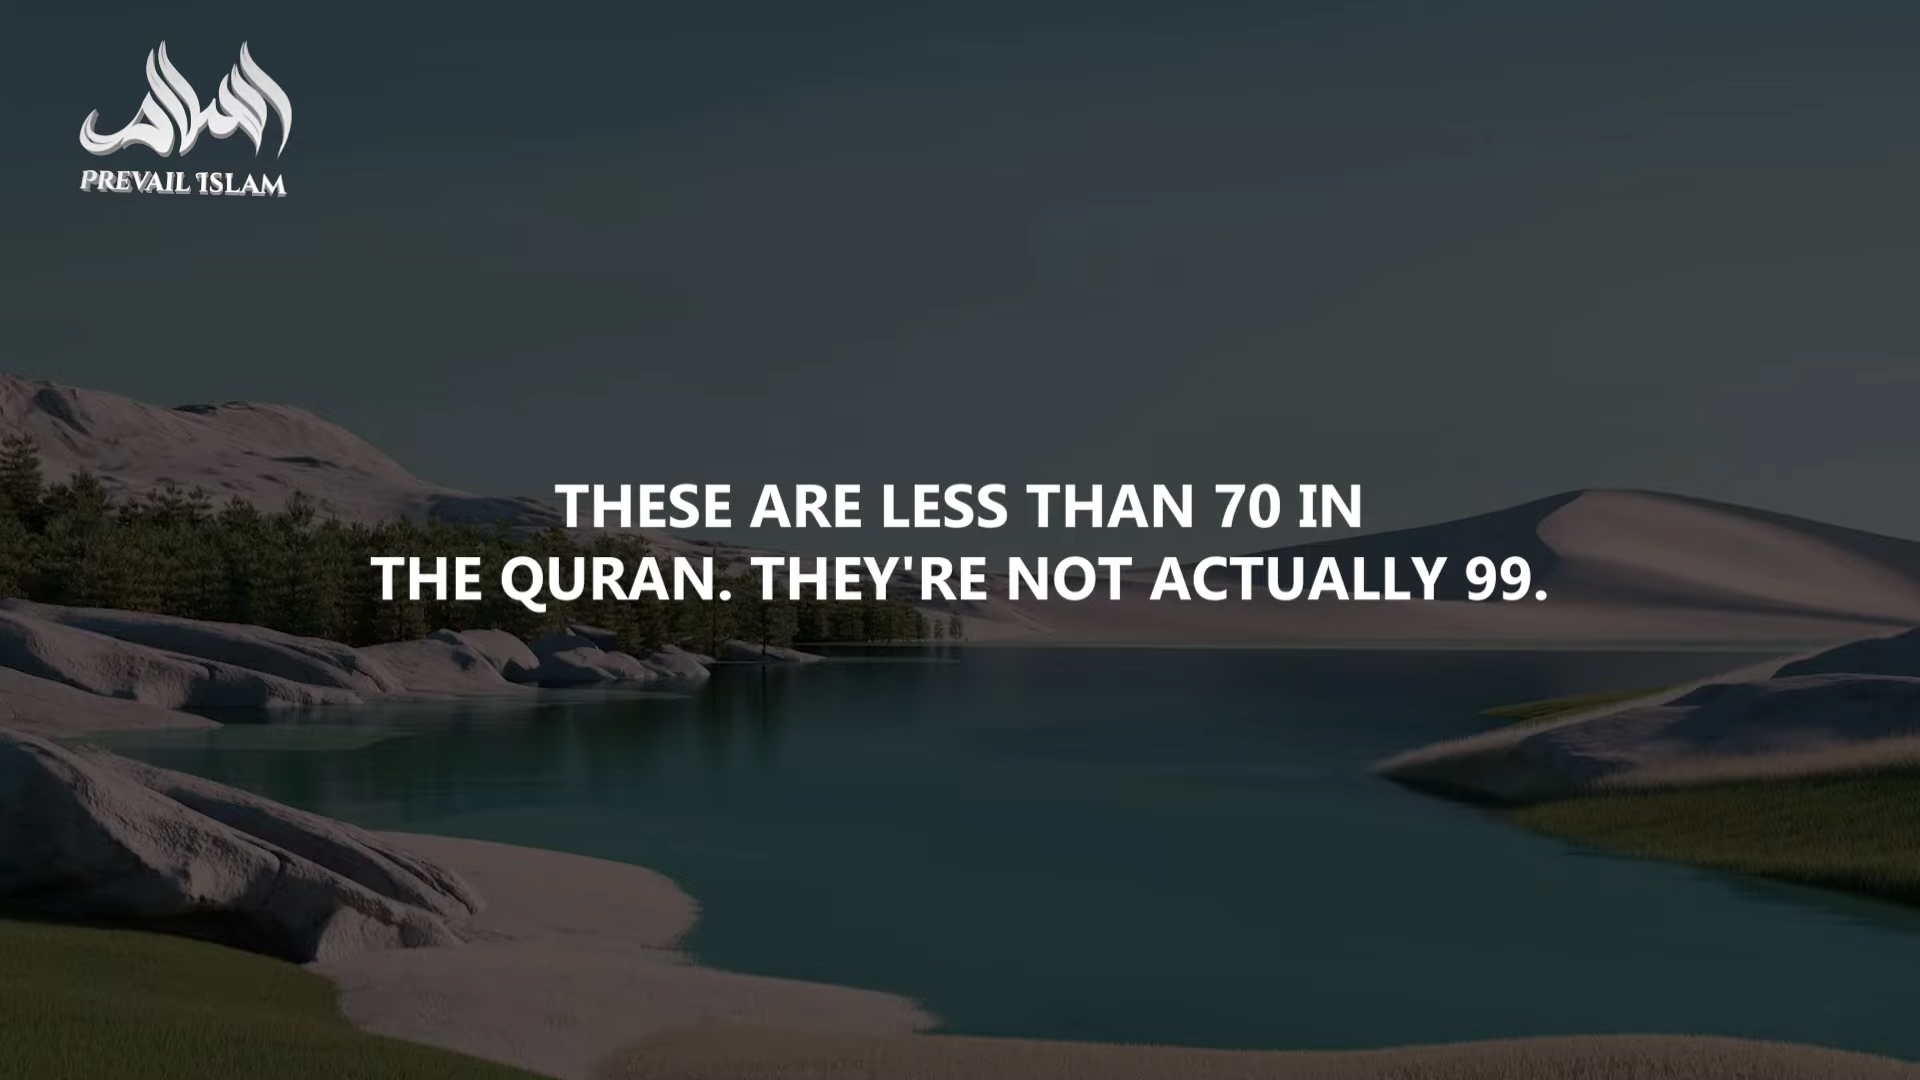 PREVAIL ISLAM
THESE ARE LESS THAN 70 IN
THE QURAN. THEY'RE NOT ACTUALLY 99.